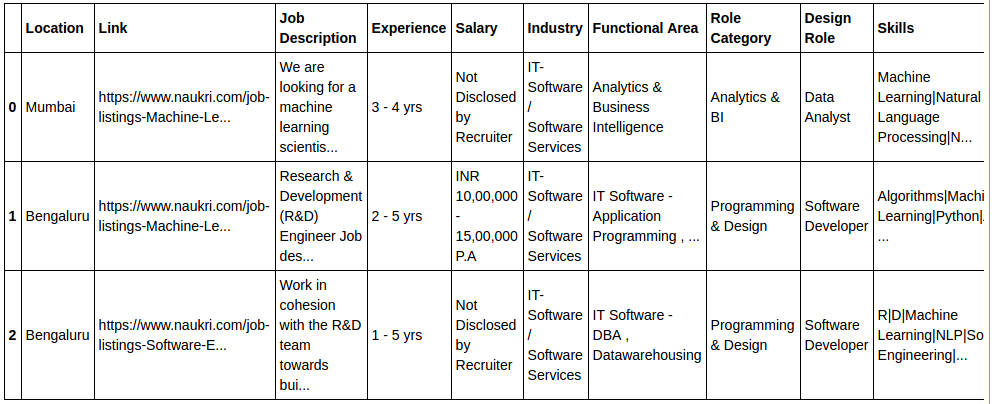 Location Link Job Description Experience Salary Industry Functional Area Role Category Design Role Skills
0 Mumbai https://www.naukri.com/job-listings-Machine-Le... We are looking for a machine learning scientis... 3 - 4 yrs Not Disclosed by Recruiter IT-Software / Software Services Analytics & Business Intelligence Analytics & BI Data Analyst Machine Learning|Natural Language Processing|N...
1 Bengaluru https://www.naukri.com/job-listings-Machine-Le... Research & Development (R&D) Engineer Job des... 2 - 5 yrs INR 10,00,000 - 15,00,000 P.A IT-Software / Software Services IT Software - Application Programming , ... Programming & Design Software Developer Algorithms|Machi Learning|Python|. ...
2 Bengaluru https://www.naukri.com/job-listings-Software-E... Work in cohesion with the R&D team towards bui... 1 - 5 yrs Not Disclosed by Recruiter IT-Software / Software Services IT Software - DBA , Datawarehousing Programming & Design Software Developer R|D|Machine Learning|NLP|So Engineering|...